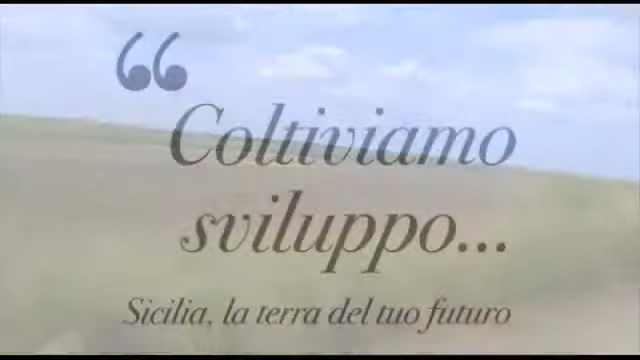 “Coltiviamo
sviluppo...
Sicilia, la terra del tuo futuro